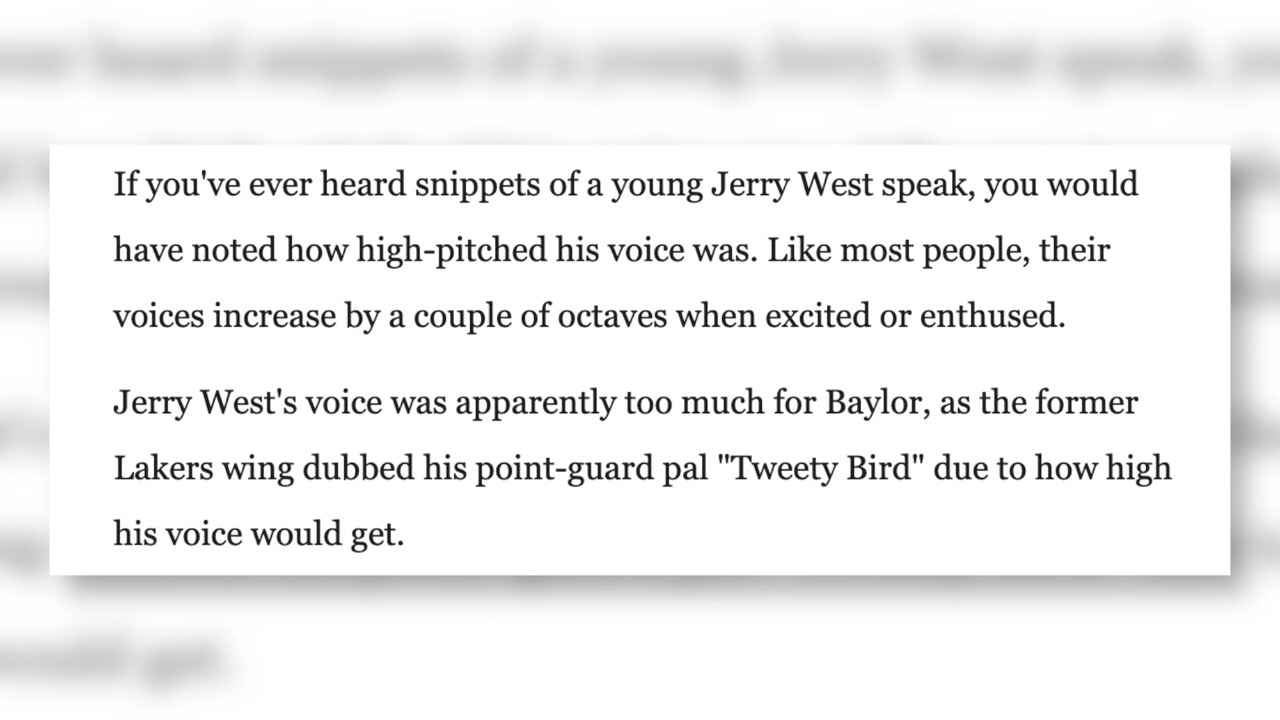 If you've ever heard snippets of a young Jerry West speak, you would
have noted how high-pitched his voice was. Like most people, their
voices increase by a couple of octaves when excited or enthused.
Jerry West's voice was apparently too much for Baylor, as the former
Lakers wing dubbed his point-guard pal "Tweety Bird" due to how high
his voice would get.